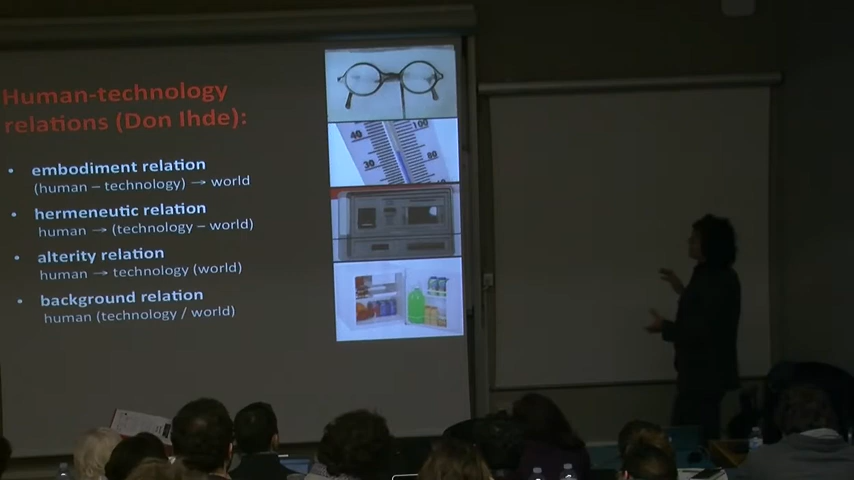 Human-technology
relations (Don Ihde):
• embodiment relation
(human – technology) → world
• hermeneutic relation
human → (technology – world)
• alterity relation
human → technology (world)
• background relation
human (technology / world)
40
100
30
80